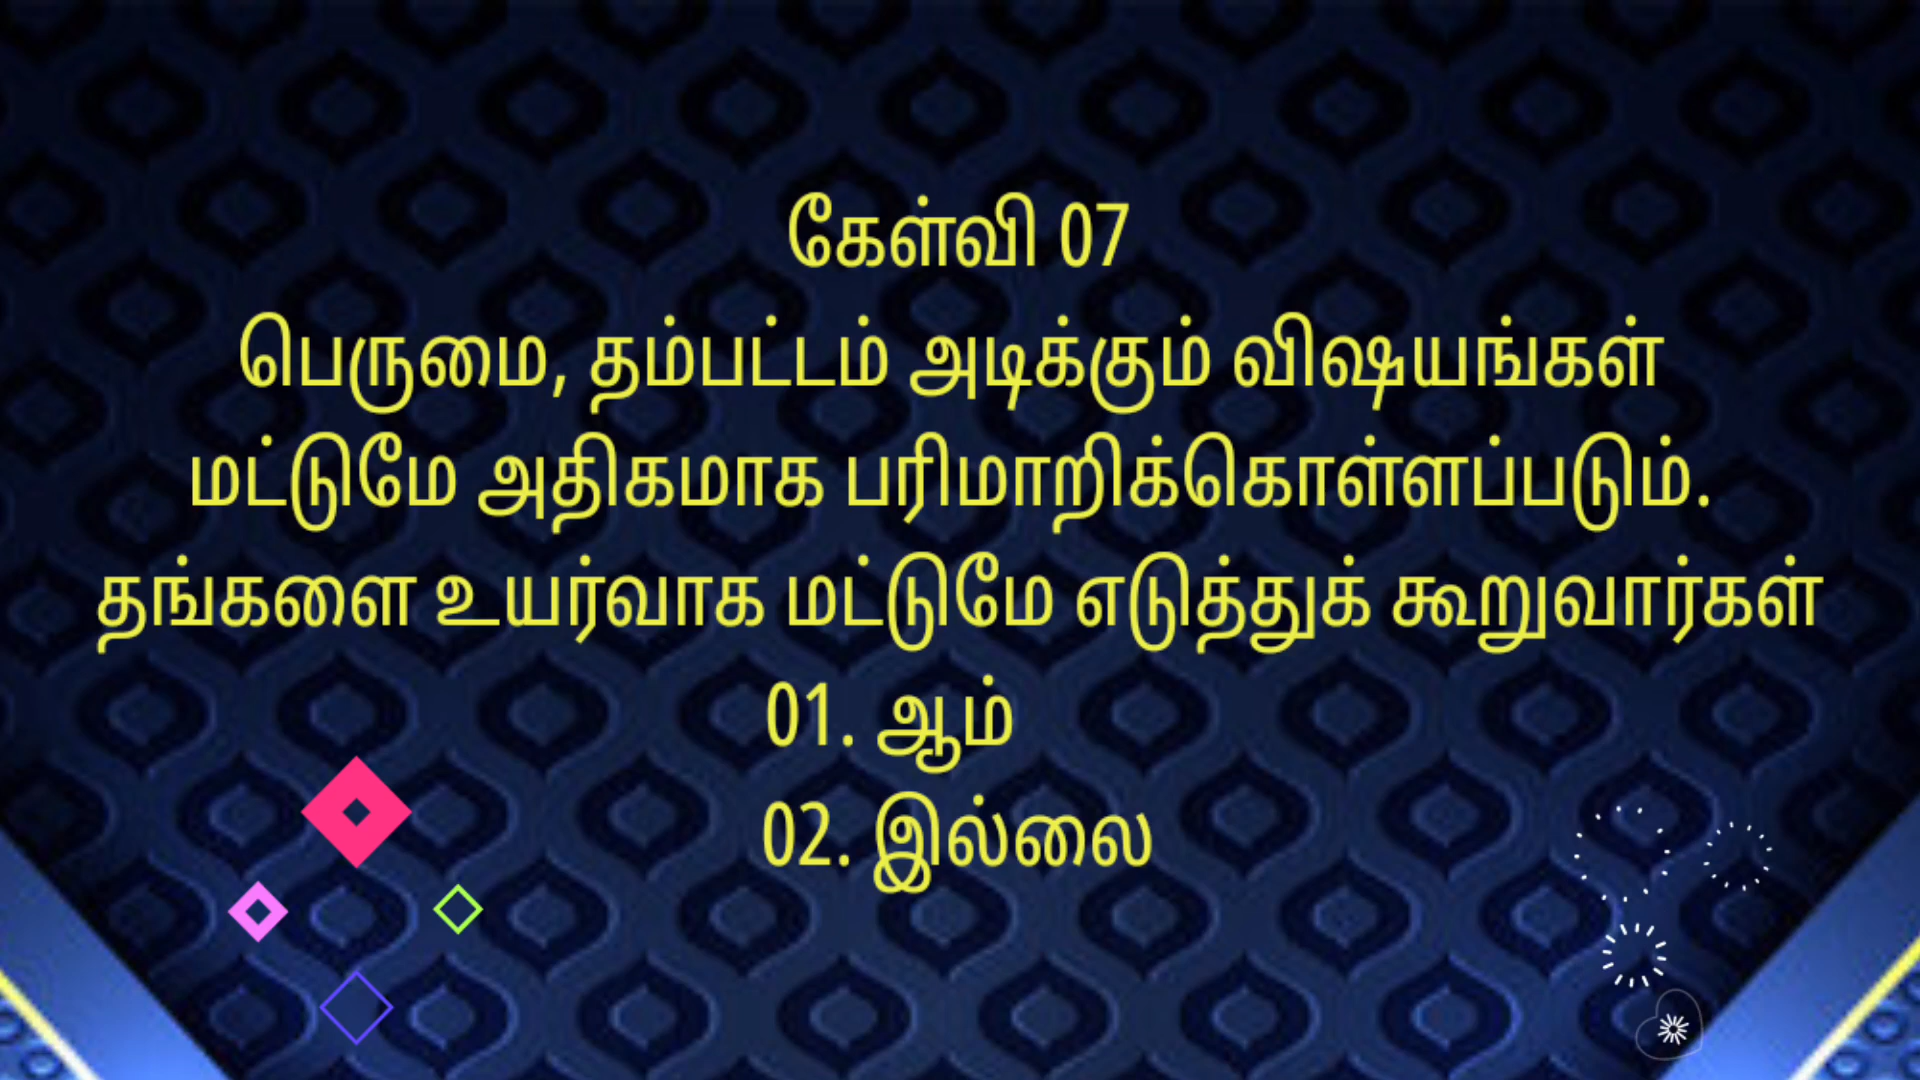 கேள்வி 07
பெருமை, தம்பட்டம் அடிக்கும் விஷயங்கள்
மட்டுமே அதிகமாக பரிமாறிக்கொள்ளப்படும்.
தங்களை உயர்வாக மட்டுமே எடுத்துக் கூறுவார்கள்
01. ஆம்
02. இல்லை